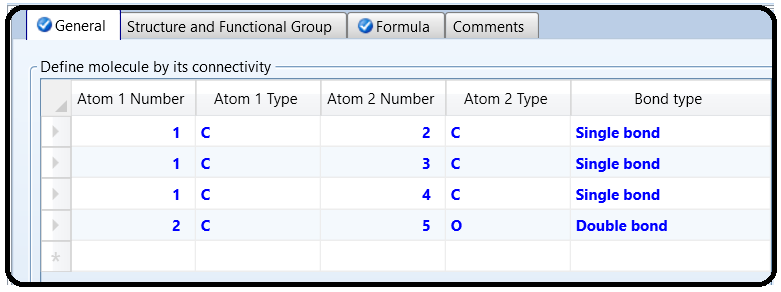 General Structure and Functional Group Formula Comments
Define molecule by its connectivity
Atom 1 Number Atom 1 Type Atom 2 Number Atom 2 Type Bond type
1 C 2 C Single bond
1 C 3 C Single bond
1 C 4 C Single bond
2 C 5 O Double bond
*